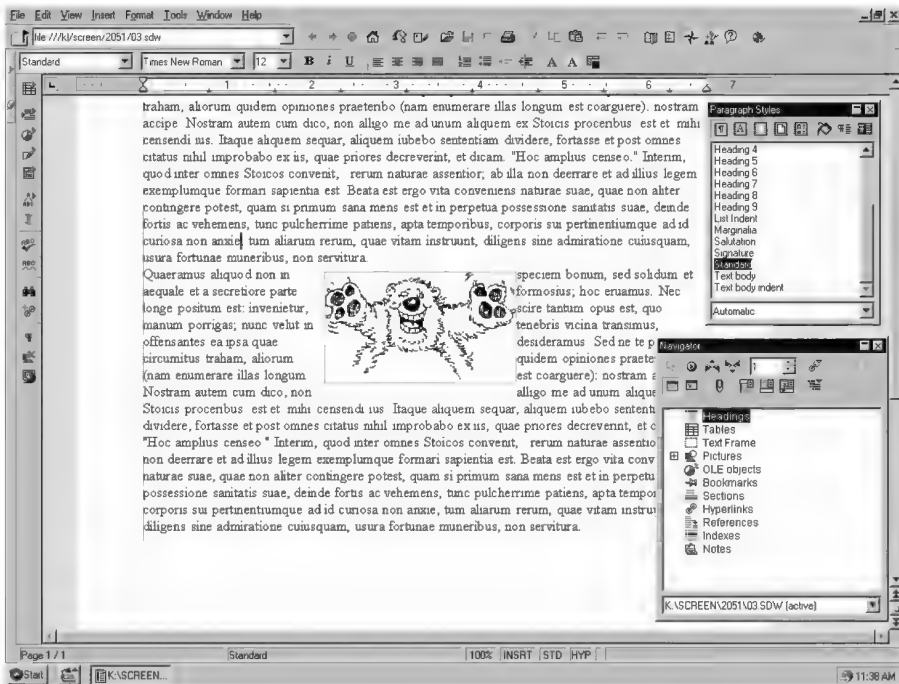 File Edit View Insert Format Tools Window Help
file:///k|/screen/2051/03.sdw
Standard Times New Roman 12 B i U A A
1 2 3 4 5 6 7
traham, aliorum quidem opiniones praeteribo (nam enumerare illas longum est coarguere). nostram
accipe. Nostram autem cum dico, non alligo me ad unum aliquem ex Stoicis proceribus est et mihi
censendi ius. Itaque aliquem sequar, aliquem iubebo sententiam dividere, fortasse et post omnes
citatus nihil improbabo ex iis, quae priores decreverint, et dicam. "Hoc amplius censeo." Interim,
quod inter omnes Stoicos convenit, rerum naturae assentior; ab illa non deerrare et ad illius legem
exemplumque formari sapientia est Beata est ergo vita conveniens naturae suae, quae non aliter
contingere potest, quam si primum sana mens est et in perpetua possessione sanitatis suae, deinde
fortis ac vehemens, tunc pulcherrime patiens, apta temporibus, corporis sui pertinentiumque ad id
curiosa non anxie, tum aliarum rerum, quae vitam instruunt, diligens sine admiratione cuiusquam,
usura fortunae muneribus, non servitura.
Quaeramus aliquod non in speciem bonum, sed solidum et
aequale et a secretiore parte formosius; hoc eruamus. Nec
longe positum est: invenietur, scire tantum opus est, quo
manum porrigas; nunc velut in tenebris vicina transimus,
offensantes ea ipsa quae desideramus Sed ne te p
circumitus traham, aliorum quidem opiniones praete
(nam enumerare illas longum est coarguere): nostram a
Nostram autem cum dico, non alligo me ad unum alique
Stoicis proceribus est et mihi censendi ius Itaque aliquem sequar, aliquem iubebo sentent
dividere, fortasse et post omnes citatus nihil improbabo ex iis, quae priores decreverint, et c
"Hoc amplius censeo " Interim, quod inter omnes Stoicos convenit, rerum naturae assentio
non deerrare et ad illius legem exemplumque formari sapientia est. Beata est ergo vita conv
naturae suae, quae non aliter contingere potest, quam si primum sana mens est et in perpetu
possessione sanitatis suae, deinde fortis ac vehemens, tunc pulcherrime patiens, apta tempor
corporis sui pertinentiumque ad id curiosa non anxie, tum aliarum rerum, quae vitam instruu
diligens sine admiratione cuiusquam, usura fortunae muneribus, non servitura.
Paragraph Styles
Heading 4
Heading 5
Heading 6
Heading 7
Heading 8
Heading 9
List Indent
Marginalia
Salutation
Signature
Standard
Text body
Text body indent
Automatic
Navigator
1
Headings
Tables
Text Frame
Pictures
OLE objects
Bookmarks
Sections
Hyperlinks
References
Indexes
Notes
K:\SCREEN\2051\03.SDW (active)
Page 1 / 1 Standard 100% INSRT STD HYP
Start K:\SCREEN... 11:38 AM